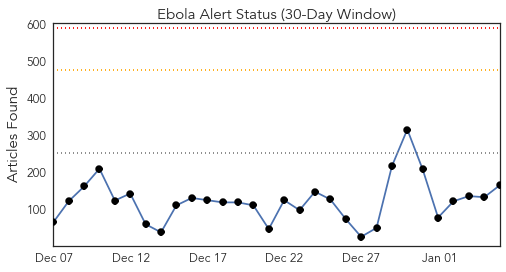 Ebola Alert Status (30-Day Window)
Articles Found
600
500
400
300
200
100
Dec 07 Dec 12 Dec 17 Dec 22 Dec 27 Jan 01